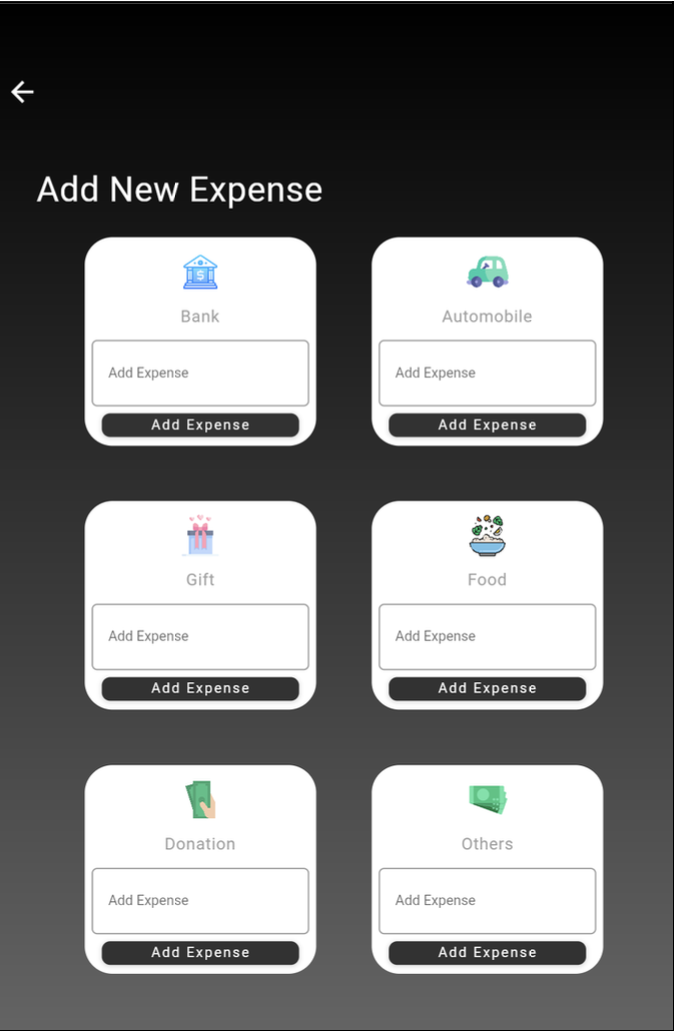 Add New Expense
$
Bank
Automobile
Add Expense
Add Expense
Add Expense
Add Expense
Gift
Food
Add Expense
Add Expense
Add Expense
Add Expense
Donation
Others
Add Expense
Add Expense
Add Expense
Add Expense